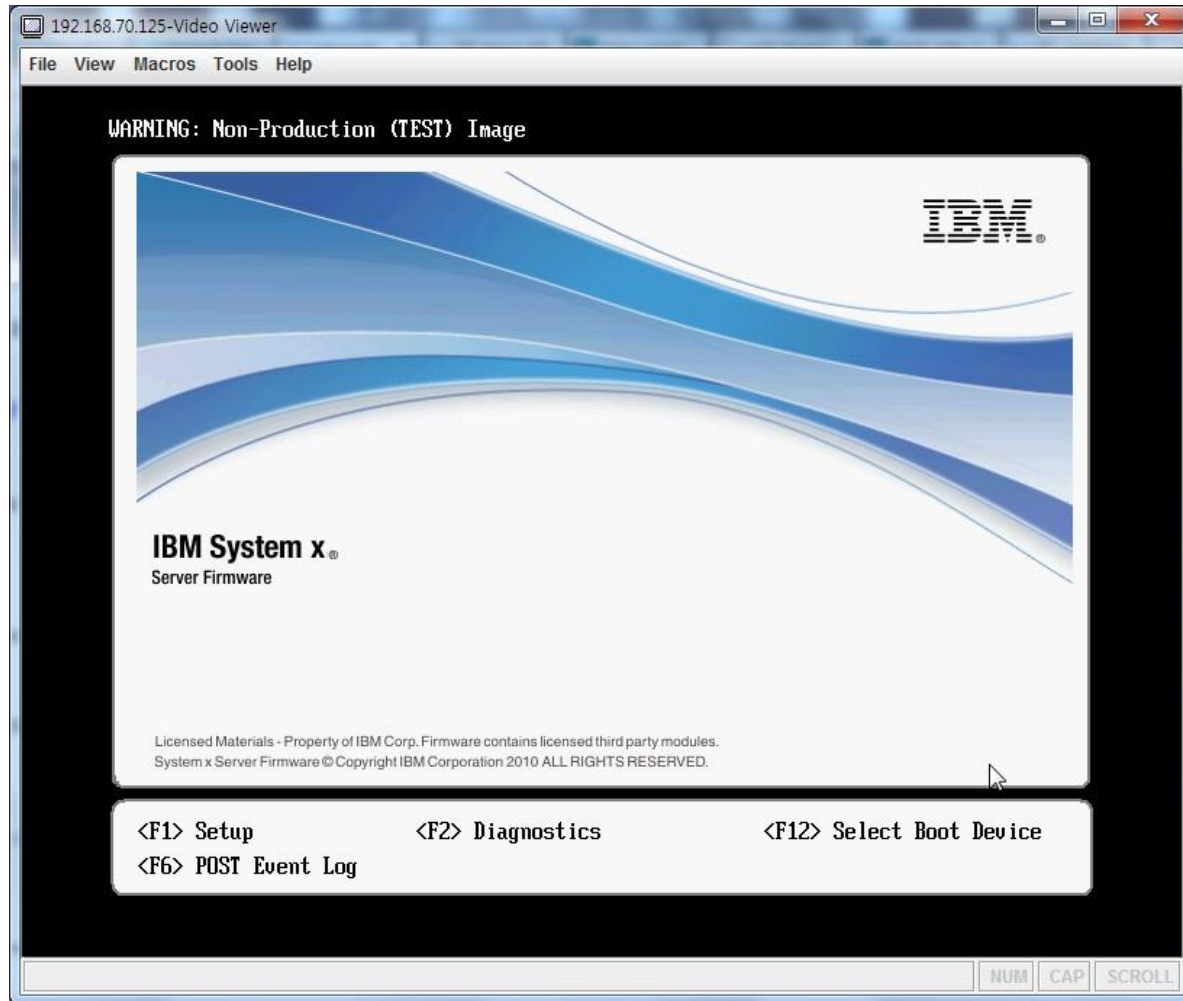 192.168.70.125-Video Viewer
File View Macros Tools Help
WARNING: Non-Production (TEST) Image
IBM®
IBM System x®
Server Firmware
Licensed Materials - Property of IBM Corp. Firmware contains licensed third party modules.
System x Server Firmware © Copyright IBM Corporation 2010 ALL RIGHTS RESERVED.
<F1> Setup <F2> Diagnostics <F12> Select Boot Device
<F6> POST Event Log
NUM CAP SCROLL